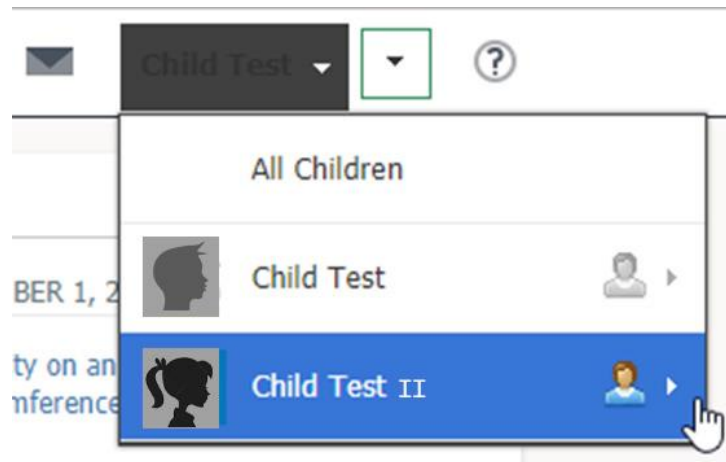 Child Test
?
All Children
BER 1, 2
Child Test
ty on an
Child Test II
nference